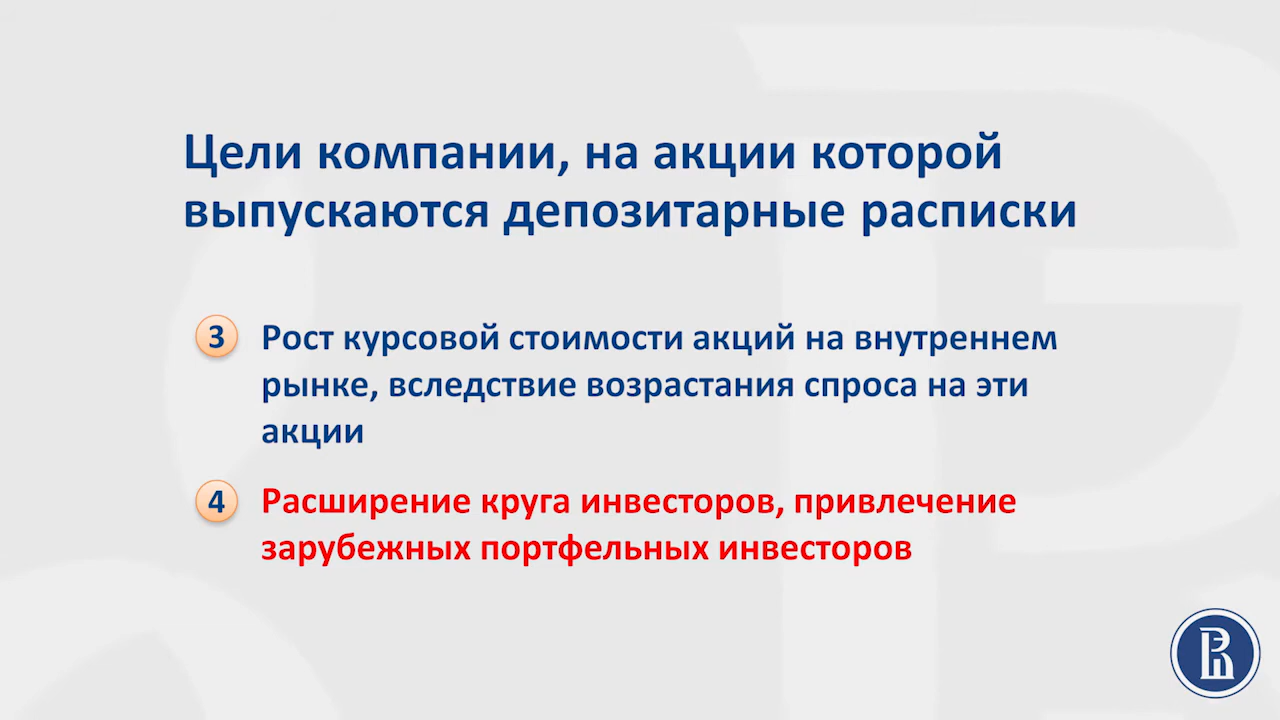 Цели компании, на акции которой
выпускаются депозитарные расписки
3 Рост курсовой стоимости акций на внутреннем
рынке, вследствие возрастания спроса на эти
акции
4 Расширение круга инвесторов, привлечение
зарубежных портфельных инвесторов